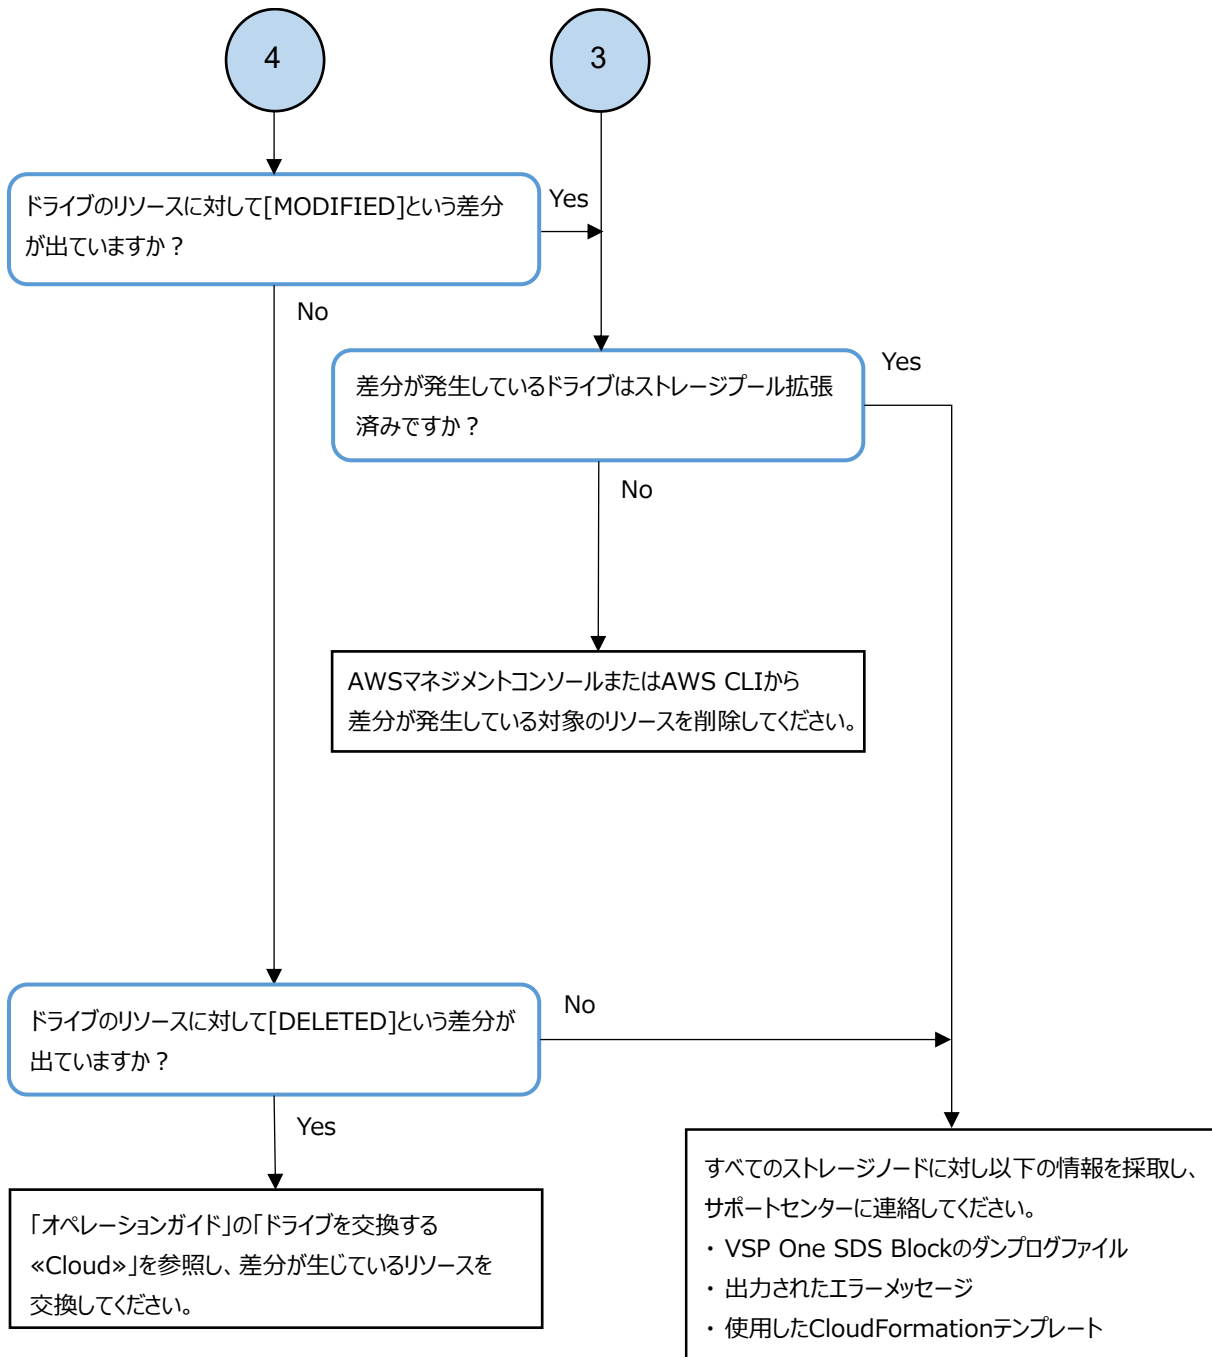 4
3
ドライブのリソースに対して[MODIFIED]という差分
が出ていますか？
Yes
No
差分が発生しているドライブはストレージプール拡張
済みですか？
Yes
No
AWSマネジメントコンソールまたはAWS CLIから
差分が発生している対象のリソースを削除してください。
ドライブのリソースに対して[DELETED]という差分が
出ていますか？
No
Yes
「オペレーションガイド」の「ドライブを交換する
≪Cloud≫」を参照し、差分が生じているリソースを
交換してください。
すべてのストレージノードに対し以下の情報を採取し、
サポートセンターに連絡してください。
・ VSP One SDS Blockのダンプログファイル
・ 出力されたエラーメッセージ
・ 使用したCloudFormationテンプレート